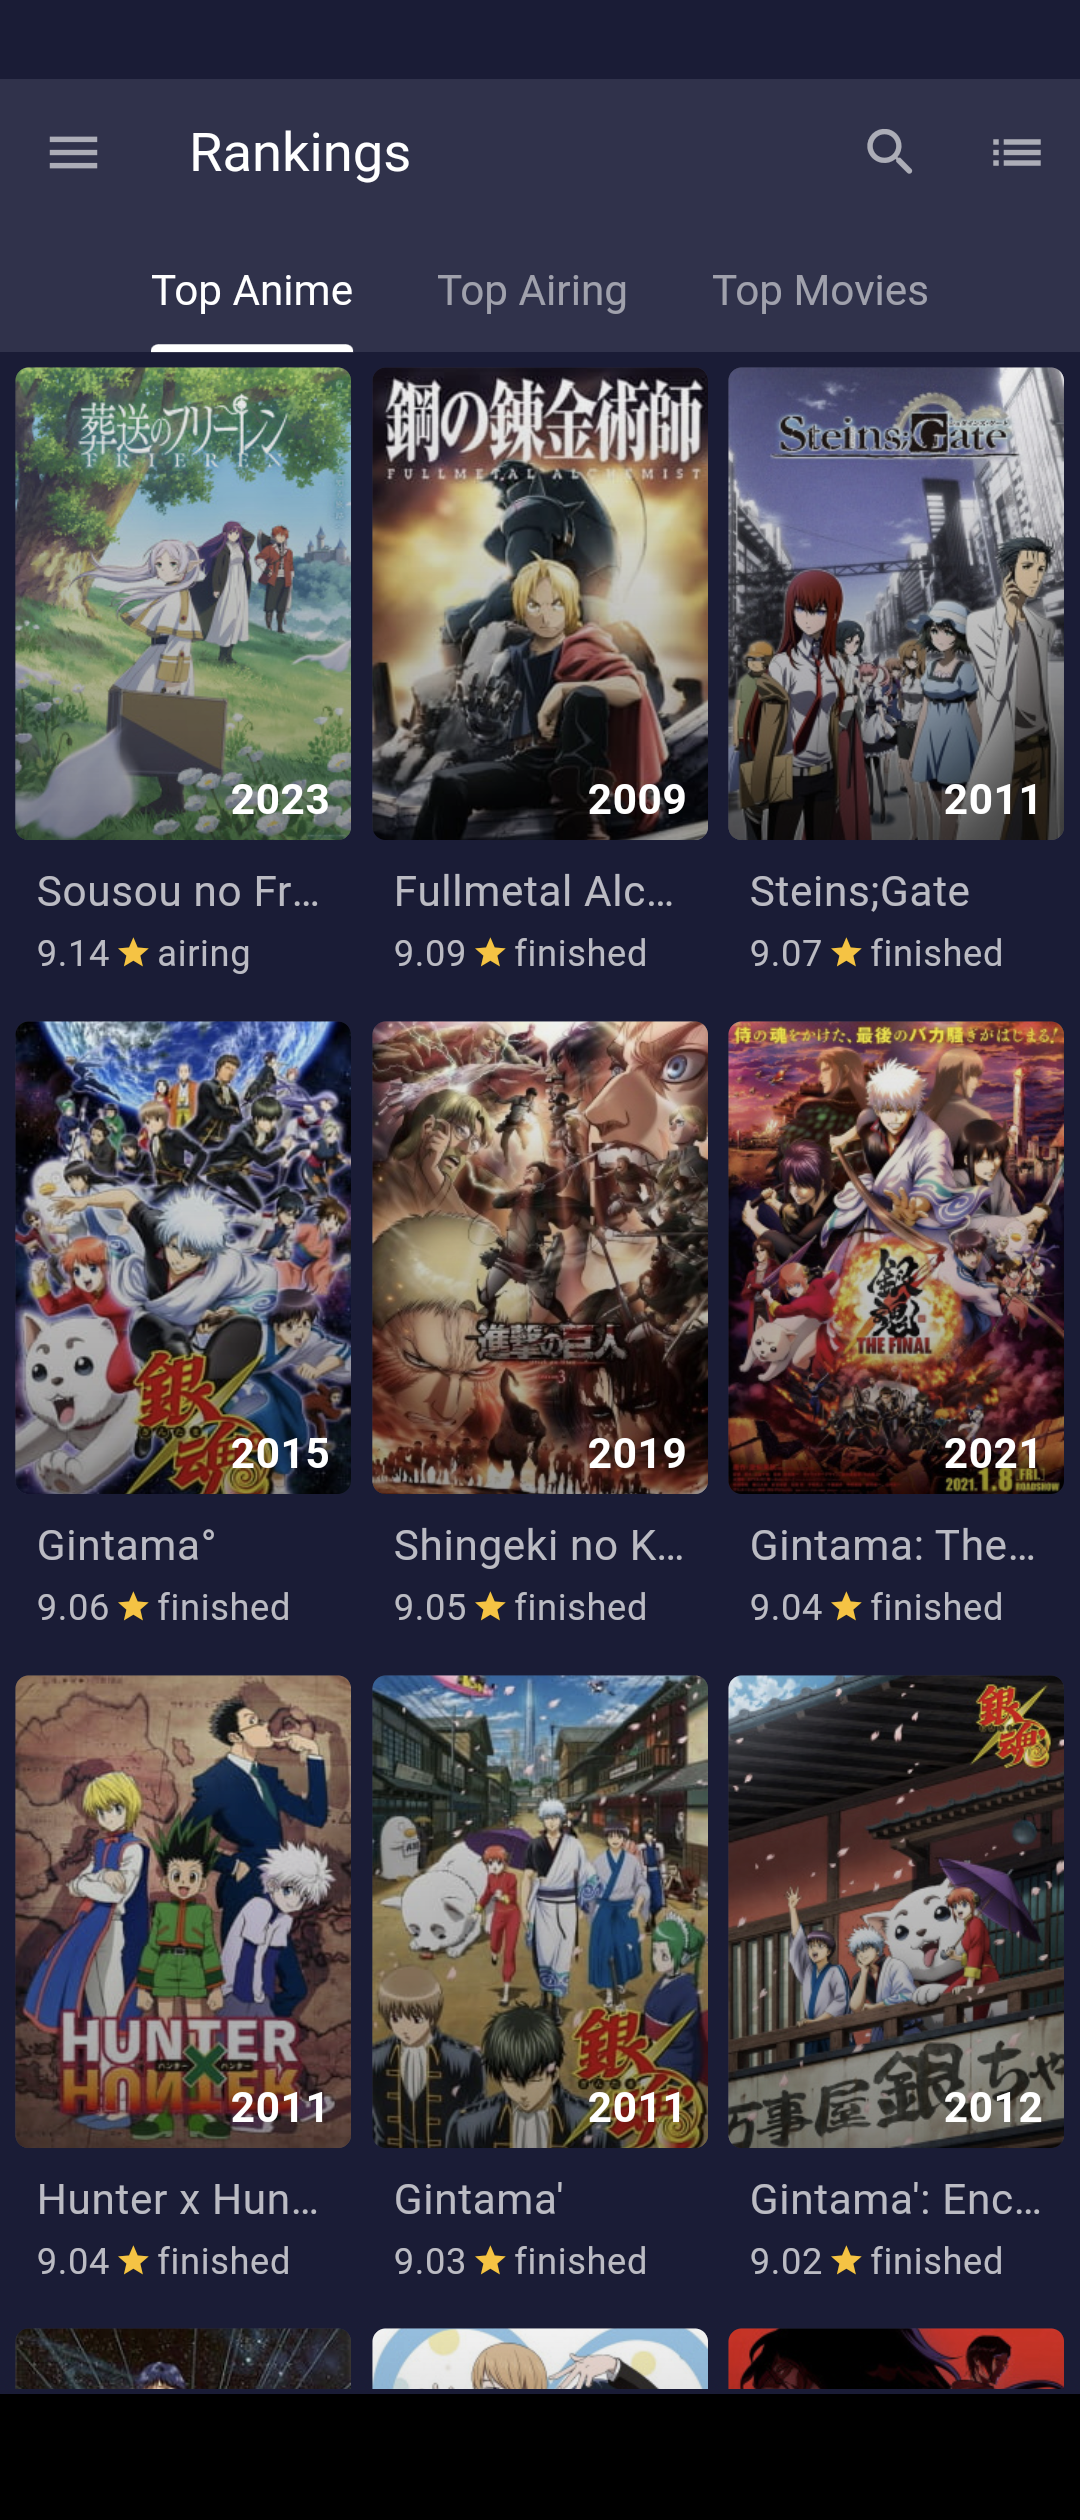 Rankings
Top Anime
Top Airing
Top Movies
葬送のフリーレン
FRIEREN
2023
鋼の錬金術師
FULLMETAL ALCHEMIST
2009
Steins;Gate
2011
Sousou no Fr...
Fullmetal Alc...
Steins;Gate
9.14 ★ airing
9.09 ★ finished
9.07 ★ finished
銀魂
2015
進撃の巨人
2019
侍の魂をかけた、最後のバカ騒ぎがはじまる!
銀魂
THE FINAL
2021
2021.1.8 [FRI.] ROADSHOW
Gintama°
Shingeki no K...
Gintama: The...
9.06 ★ finished
9.05 ★ finished
9.04 ★ finished
HUNTER
×
HUNTER
2011
銀魂
2011
銀魂
万事屋銀ちゃ
2012
Hunter x Hun...
Gintama'
Gintama': Enc...
9.04 ★ finished
9.03 ★ finished
9.02 ★ finished